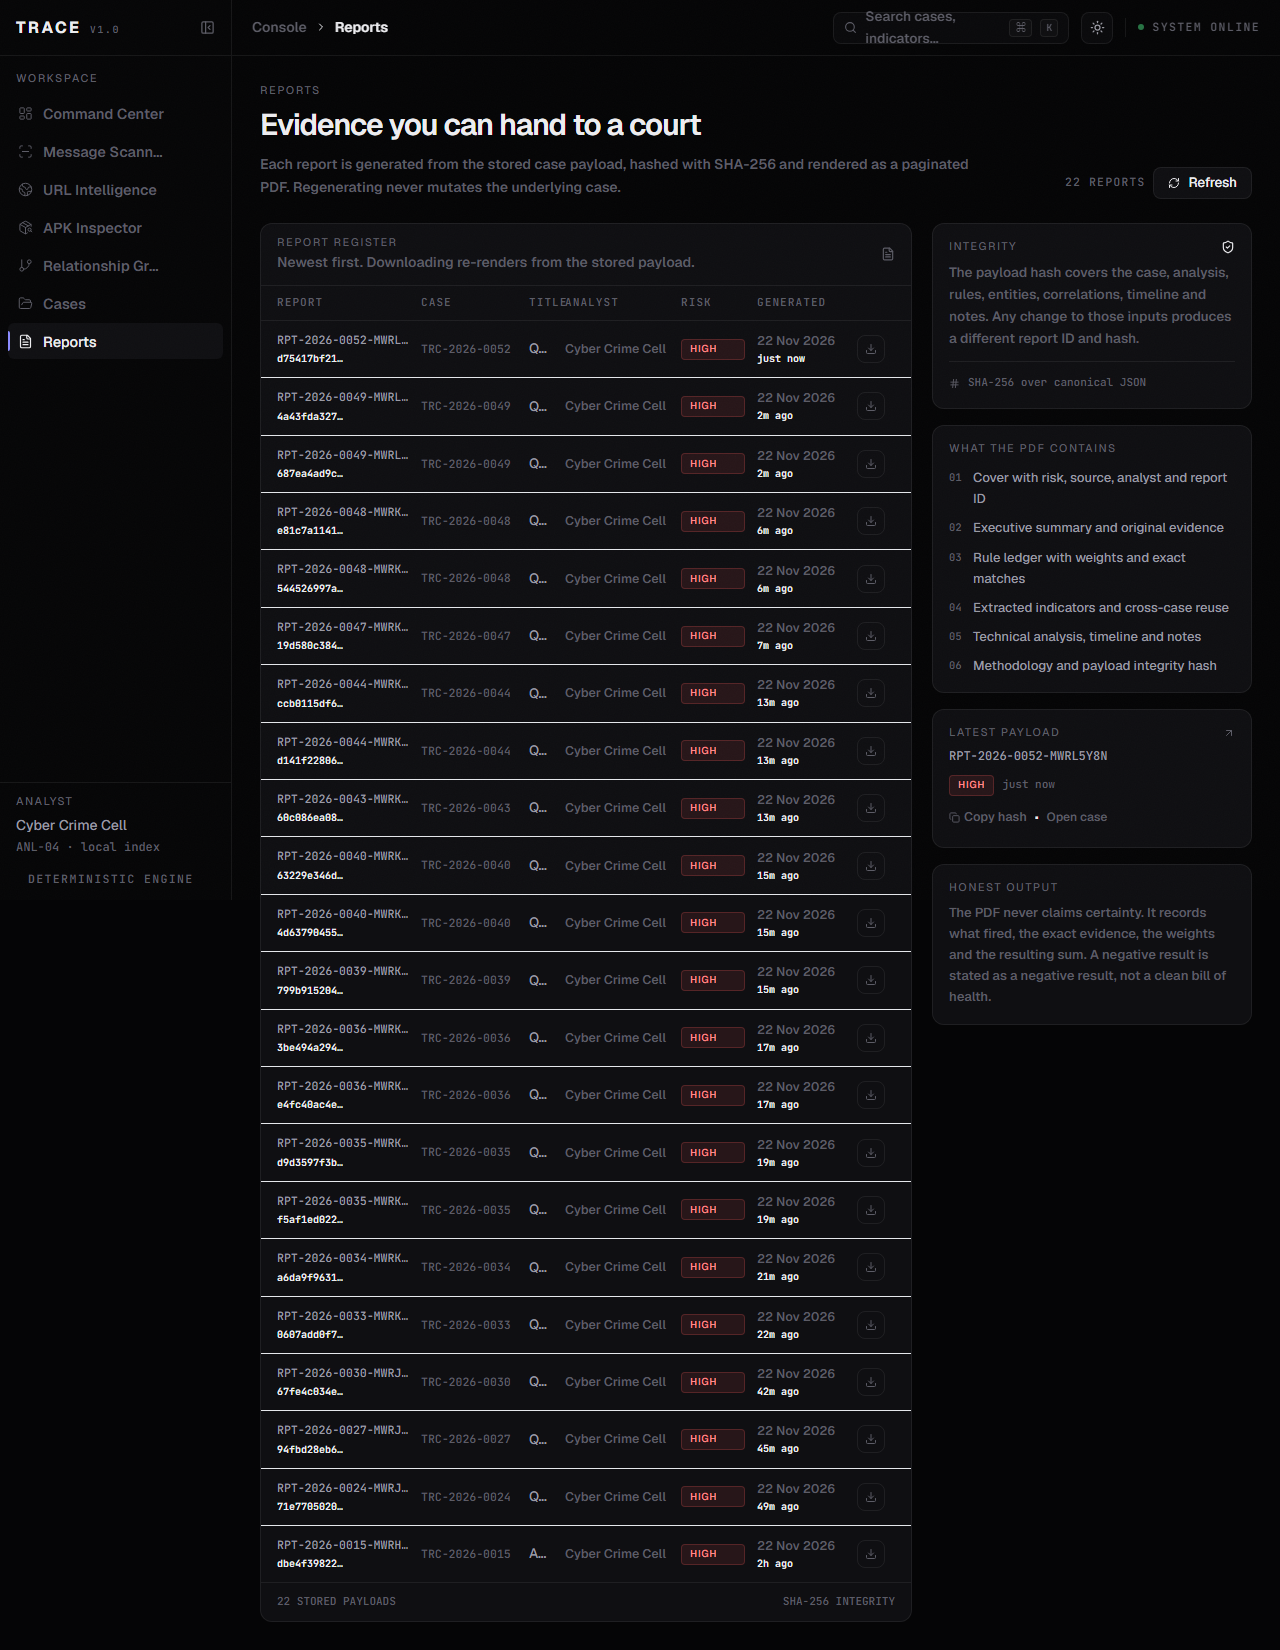 TRACE V1.0
Console > Reports
Search cases, indicators...
⌘ K
SYSTEM ONLINE
WORKSPACE
Command Center
Message Scann...
URL Intelligence
APK Inspector
Relationship Gr...
Cases
Reports
ANALYST
Cyber Crime Cell
ANL-04 · local index
DETERMINISTIC ENGINE
REPORTS
Evidence you can hand to a court
Each report is generated from the stored case payload, hashed with SHA-256 and rendered as a paginated
PDF. Regenerating never mutates the underlying case.
22 REPORTS
Refresh
REPORT REGISTER
Newest first. Downloading re-renders from the stored payload.
REPORT CASE TITLE ANALYST RISK GENERATED
RPT-2026-0052-MWRL… TRC-2026-0052 Q… Cyber Crime Cell HIGH 22 Nov 2026
d75417bf21… just now
RPT-2026-0049-MWRL… TRC-2026-0049 Q… Cyber Crime Cell HIGH 22 Nov 2026
4a43fda327… 2m ago
RPT-2026-0049-MWRL… TRC-2026-0049 Q… Cyber Crime Cell HIGH 22 Nov 2026
687ea4ad9c… 2m ago
RPT-2026-0048-MWRK… TRC-2026-0048 Q… Cyber Crime Cell HIGH 22 Nov 2026
e81c7a1141… 6m ago
RPT-2026-0048-MWRK… TRC-2026-0048 Q… Cyber Crime Cell HIGH 22 Nov 2026
544526997a… 6m ago
RPT-2026-0047-MWRK… TRC-2026-0047 Q… Cyber Crime Cell HIGH 22 Nov 2026
19d580c384… 7m ago
RPT-2026-0044-MWRK… TRC-2026-0044 Q… Cyber Crime Cell HIGH 22 Nov 2026
ccb0115df6… 13m ago
RPT-2026-0044-MWRK… TRC-2026-0044 Q… Cyber Crime Cell HIGH 22 Nov 2026
d141f22806… 13m ago
RPT-2026-0043-MWRK… TRC-2026-0043 Q… Cyber Crime Cell HIGH 22 Nov 2026
60c086ea08… 13m ago
RPT-2026-0040-MWRK… TRC-2026-0040 Q… Cyber Crime Cell HIGH 22 Nov 2026
63229e346d… 15m ago
RPT-2026-0040-MWRK… TRC-2026-0040 Q… Cyber Crime Cell HIGH 22 Nov 2026
4d63790455… 15m ago
RPT-2026-0039-MWRK… TRC-2026-0039 Q… Cyber Crime Cell HIGH 22 Nov 2026
799b915204… 15m ago
RPT-2026-0036-MWRK… TRC-2026-0036 Q… Cyber Crime Cell HIGH 22 Nov 2026
3be494a294… 17m ago
RPT-2026-0036-MWRK… TRC-2026-0036 Q… Cyber Crime Cell HIGH 22 Nov 2026
e4fc40ac4e… 17m ago
RPT-2026-0035-MWRK… TRC-2026-0035 Q… Cyber Crime Cell HIGH 22 Nov 2026
d9d3597f3b… 19m ago
RPT-2026-0035-MWRK… TRC-2026-0035 Q… Cyber Crime Cell HIGH 22 Nov 2026
f5af1ed022… 19m ago
RPT-2026-0034-MWRK… TRC-2026-0034 Q… Cyber Crime Cell HIGH 22 Nov 2026
a6da9f9631… 21m ago
RPT-2026-0033-MWRK… TRC-2026-0033 Q… Cyber Crime Cell HIGH 22 Nov 2026
0607add0f7… 22m ago
RPT-2026-0030-MWRJ… TRC-2026-0030 Q… Cyber Crime Cell HIGH 22 Nov 2026
67fe4c034e… 42m ago
RPT-2026-0027-MWRJ… TRC-2026-0027 Q… Cyber Crime Cell HIGH 22 Nov 2026
94fbd28eb6… 45m ago
RPT-2026-0024-MWRJ… TRC-2026-0024 Q… Cyber Crime Cell HIGH 22 Nov 2026
71e7705020… 49m ago
RPT-2026-0015-MWRH… TRC-2026-0015 A… Cyber Crime Cell HIGH 22 Nov 2026
dbe4f39822… 2h ago
22 STORED PAYLOADS SHA-256 INTEGRITY
INTEGRITY
The payload hash covers the case, analysis,
rules, entities, correlations, timeline and
notes. Any change to those inputs produces
a different report ID and hash.
# SHA-256 over canonical JSON
WHAT THE PDF CONTAINS
01 Cover with risk, source, analyst and report
ID
02 Executive summary and original evidence
03 Rule ledger with weights and exact
matches
04 Extracted indicators and cross-case reuse
05 Technical analysis, timeline and notes
06 Methodology and payload integrity hash
LATEST PAYLOAD
RPT-2026-0052-MWRL5Y8N
HIGH just now
Copy hash • Open case
HONEST OUTPUT
The PDF never claims certainty. It records
what fired, the exact evidence, the weights
and the resulting sum. A negative result is
stated as a negative result, not a clean bill of
health.